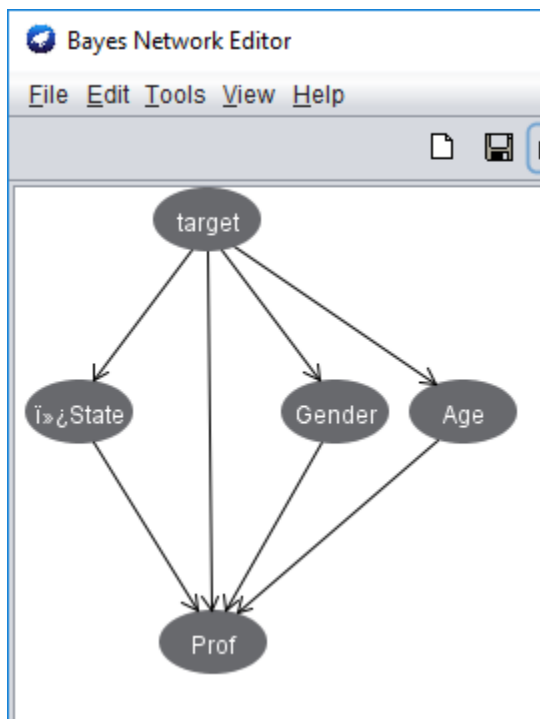 Bayes Network Editor
File Edit Tools View Help
target
ï»¿State
Gender
Age
Prof